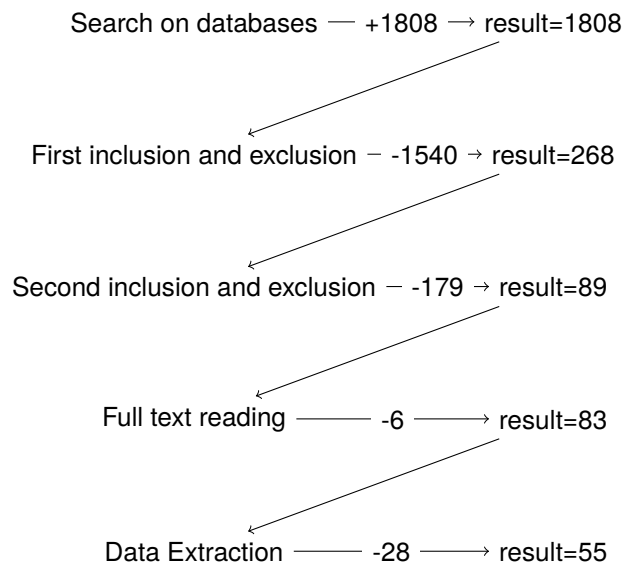 Search on databases +1808 result=1808
First inclusion and exclusion -1540 result=268
Second inclusion and exclusion -179 result=89
Full text reading -6 result=83
Data Extraction -28 result=55